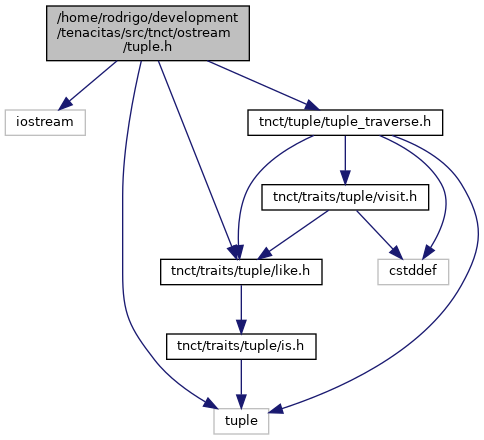 /home/rodrigo/development
/tenacitas/src/tnct/ostream
/tuple.h
iostream
tnct/tuple/tuple_traverse.h
tnct/traits/tuple/visit.h
tnct/traits/tuple/like.h
cstddef
tnct/traits/tuple/is.h
tuple